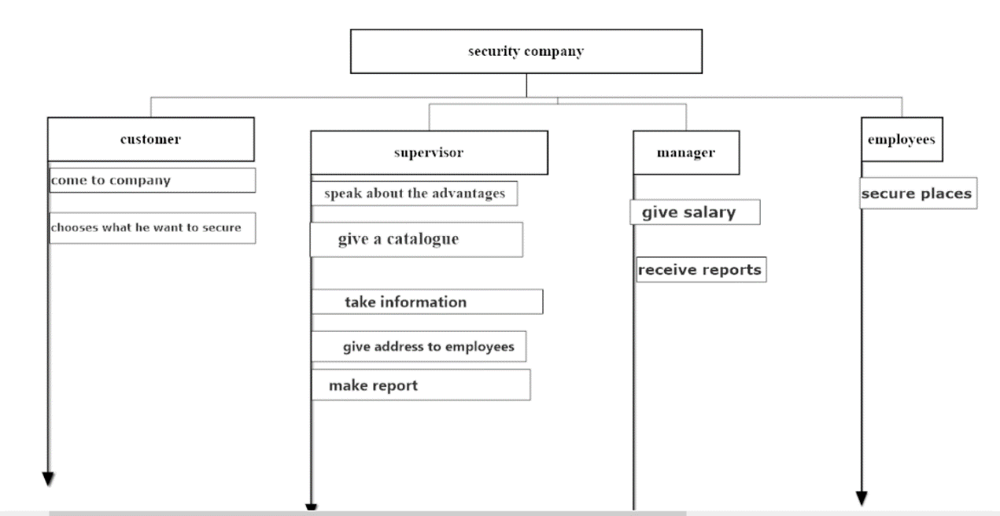 security company
customer
come to company
chooses what he want to secure
supervisor
speak about the advantages
give a catalogue
take information
give address to employees
make report
manager
give salary
receive reports
employees
secure places